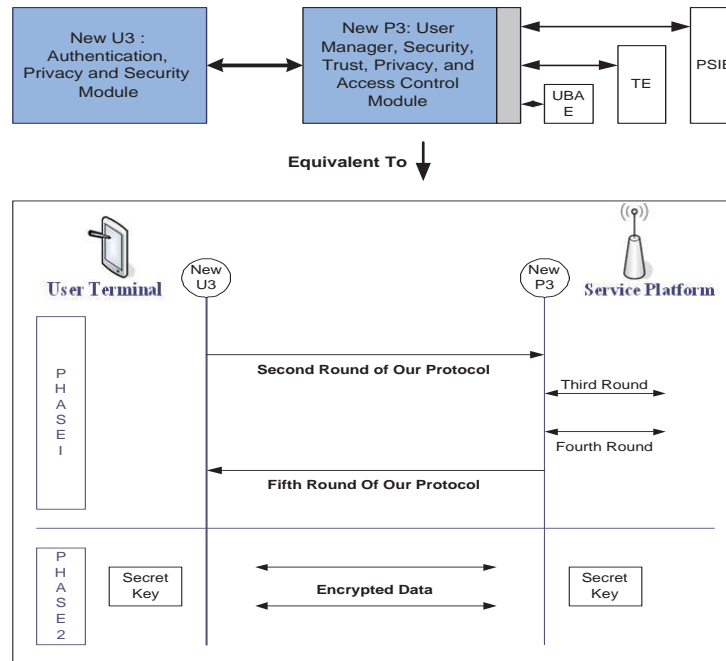 New U3 :
Authentication,
Privacy and Security
Module
New P3: User
Manager, Security,
Trust, Privacy, and
Access Control
Module
UBA
E
TE
PSIE
Equivalent To
User Terminal
New
U3
New
P3
Service Platform
P
H
A
S
E
I
Second Round of Our Protocol
Third Round
Fourth Round
Fifth Round Of Our Protocol
P
H
A
S
E
2
Secret
Key
Encrypted Data
Secret
Key